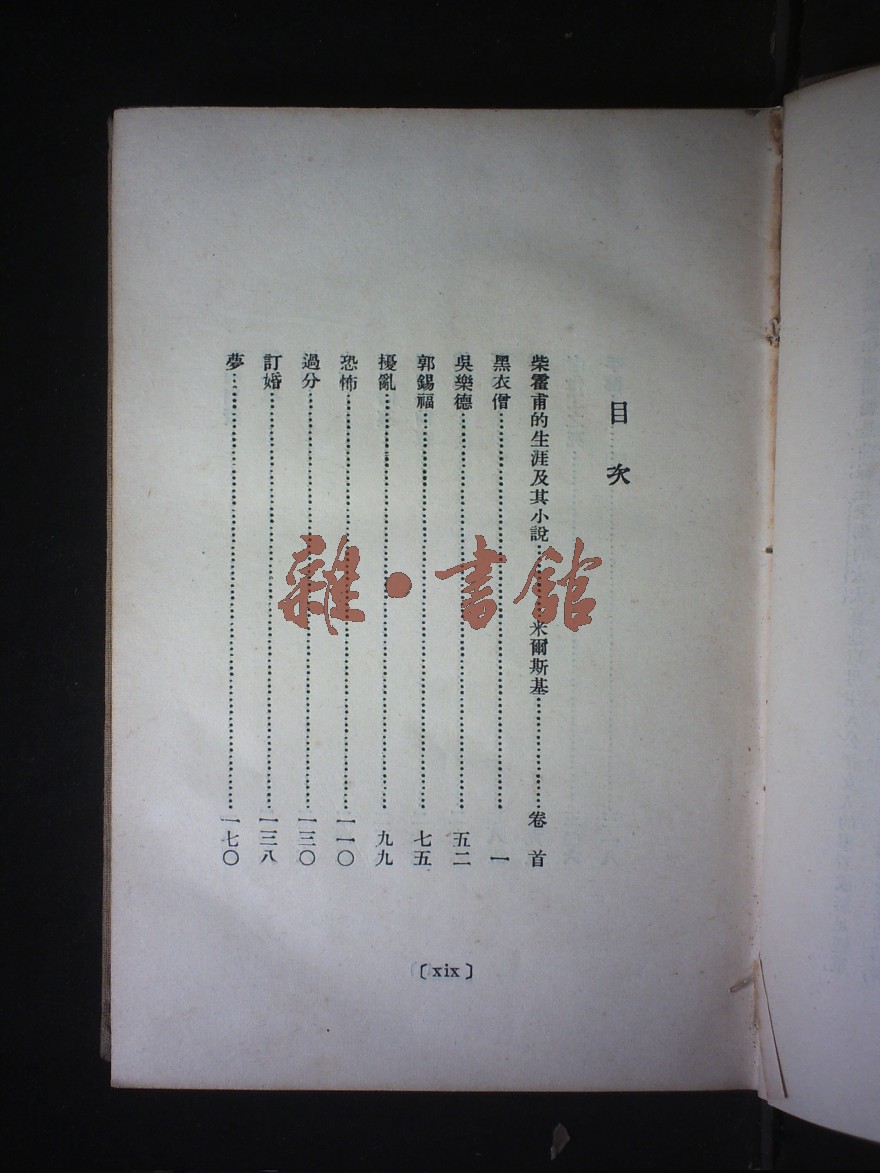 目次
柴霍甫的生涯及其小說……米爾斯基……卷首
黑衣僧……一
吳樂德……五二
郭錫福……七五
擾亂……九九
恐怖……一一〇
過分……一三〇
訂婚……一三八
夢……一七〇
〔xix〕
雜·書館